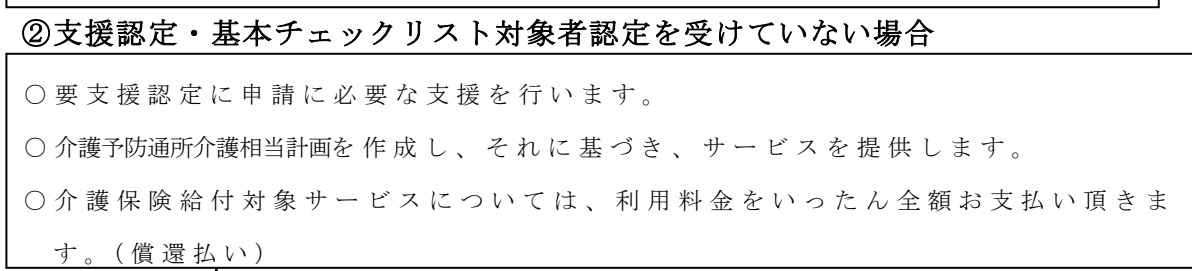 ②支援認定・基本チェックリスト対象者認定を受けていない場合
○要支援認定に申請に必要な支援を行います。
○介護予防通所介護相当計画を作成し、それに基づき、サービスを提供します。
○介護保険給付対象サービスについては、利用料金をいったん全額お支払い頂きま
す。(償還払い)